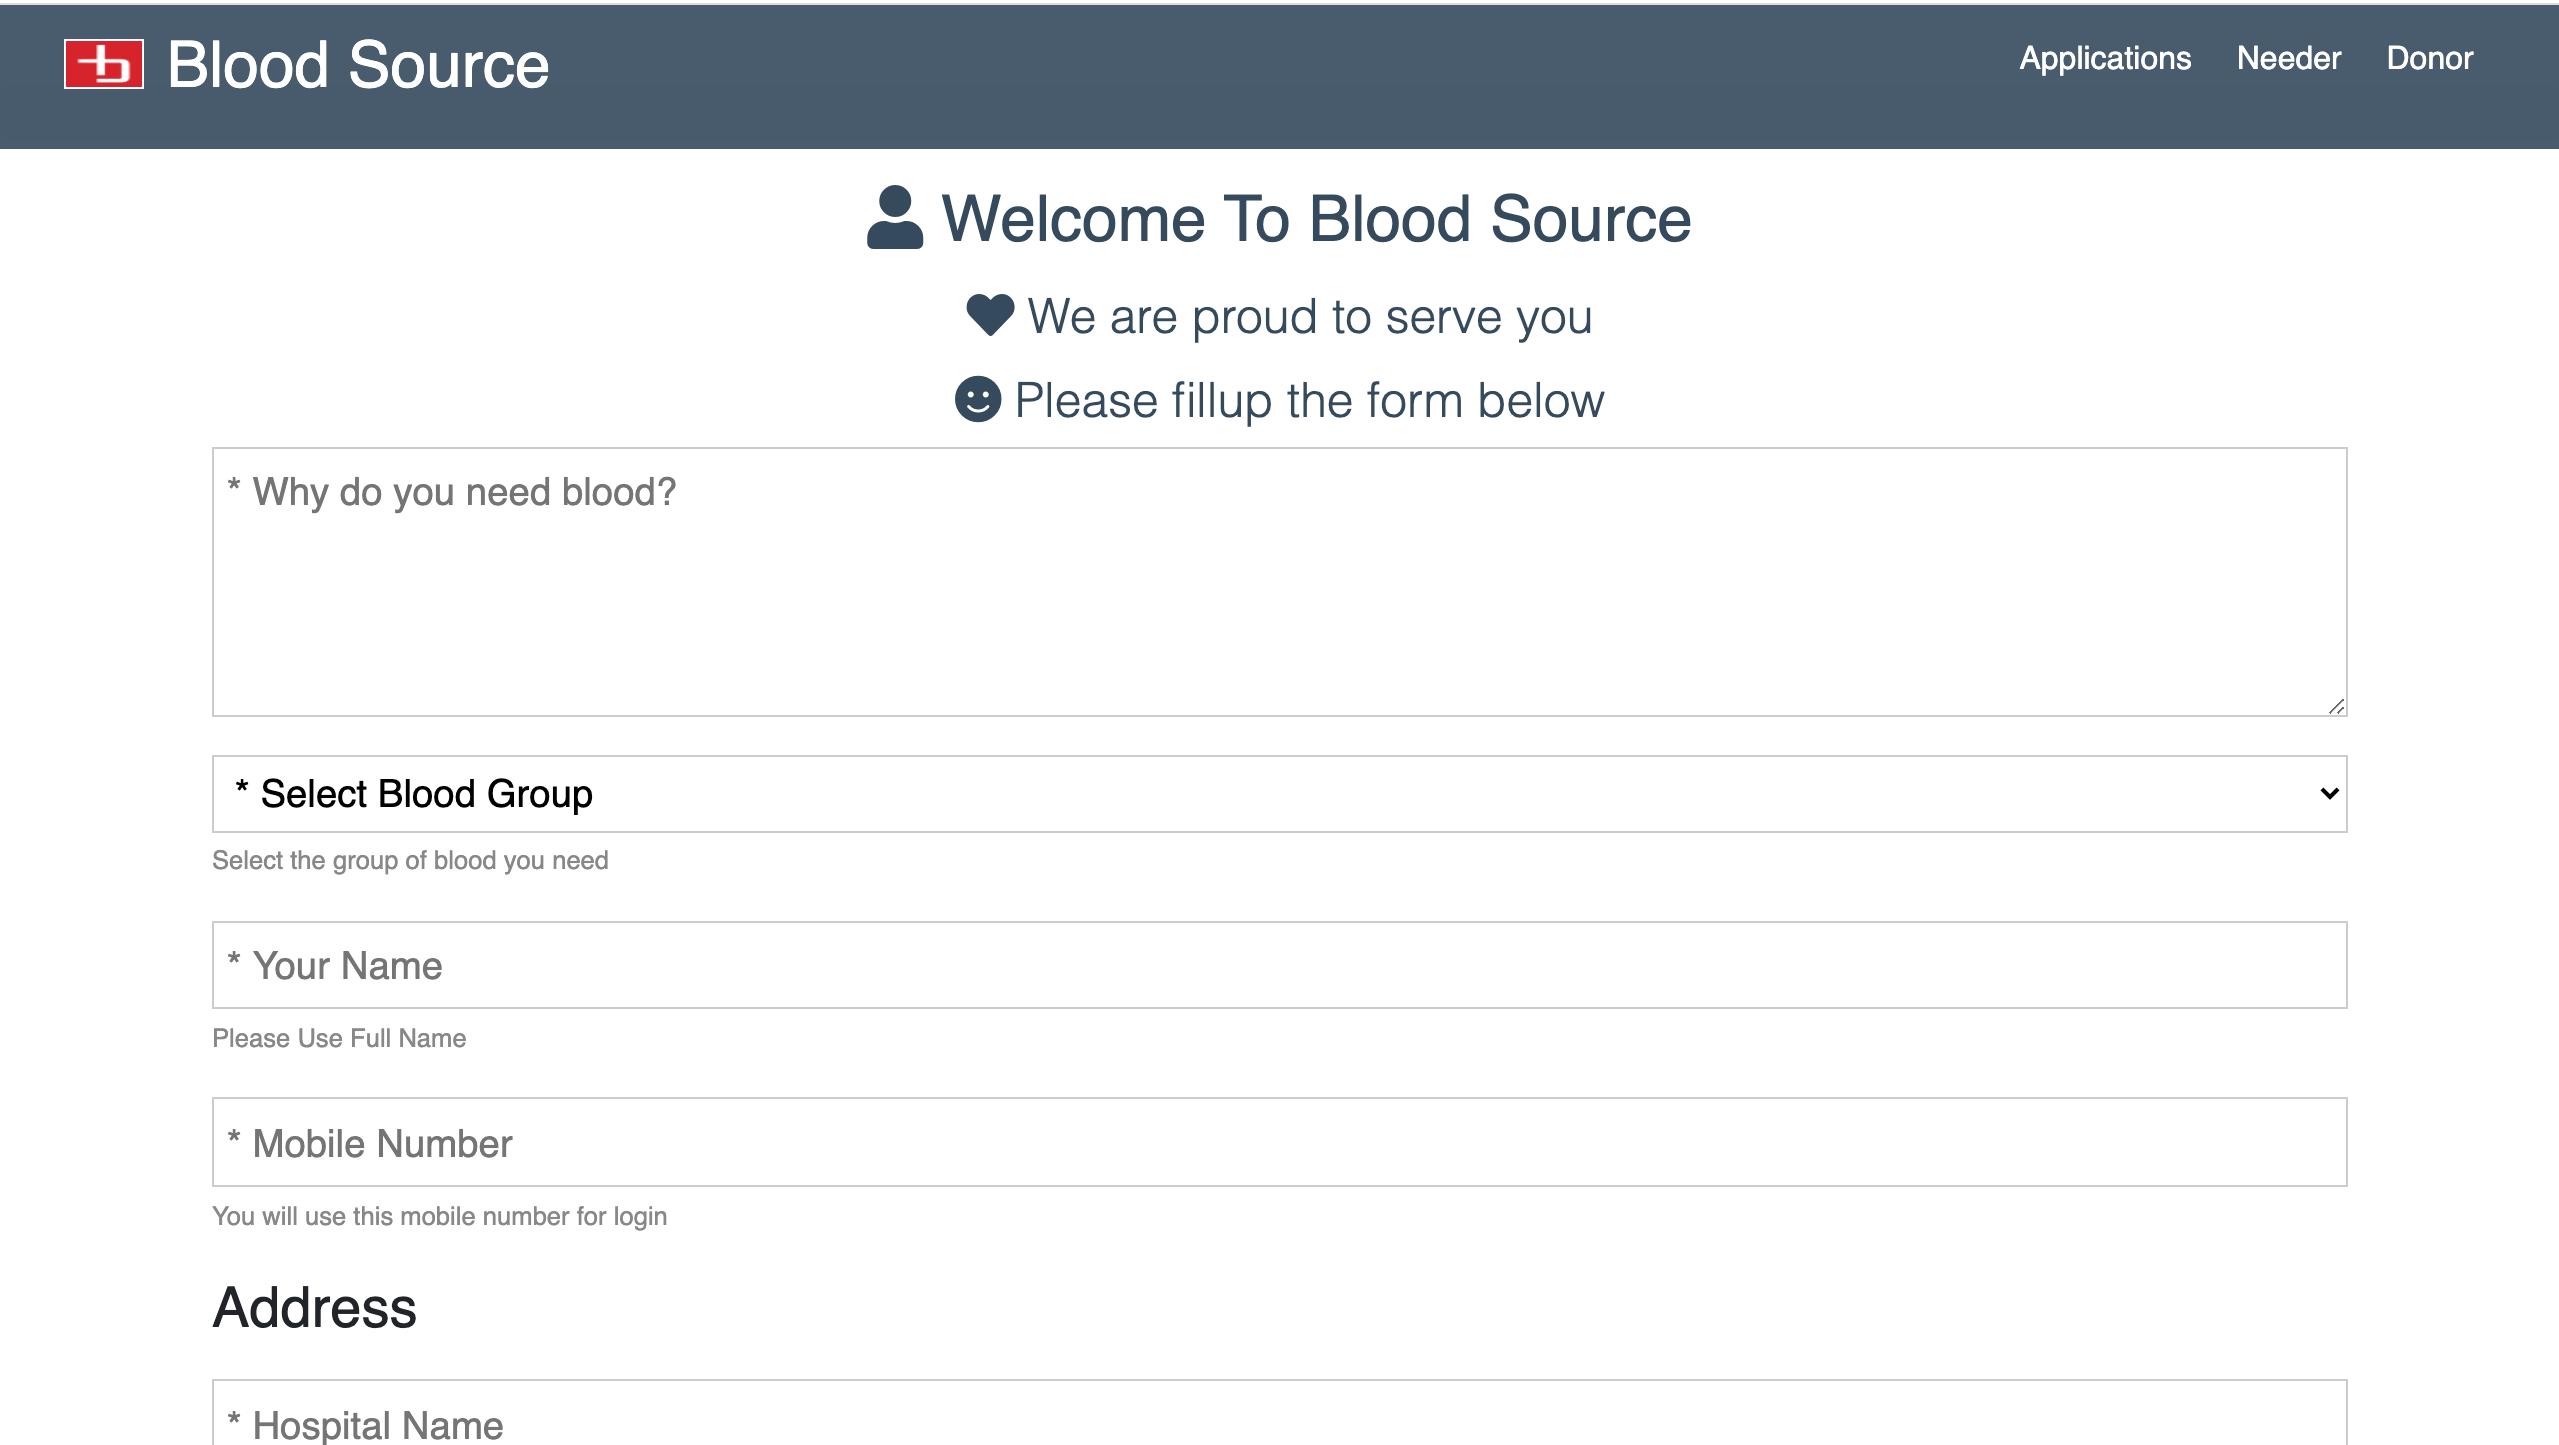 Blood Source
Applications Needer Donor
Welcome To Blood Source
We are proud to serve you
Please fillup the form below
* Why do you need blood?
* Select Blood Group
Select the group of blood you need
* Your Name
Please Use Full Name
* Mobile Number
You will use this mobile number for login
Address
* Hospital Name